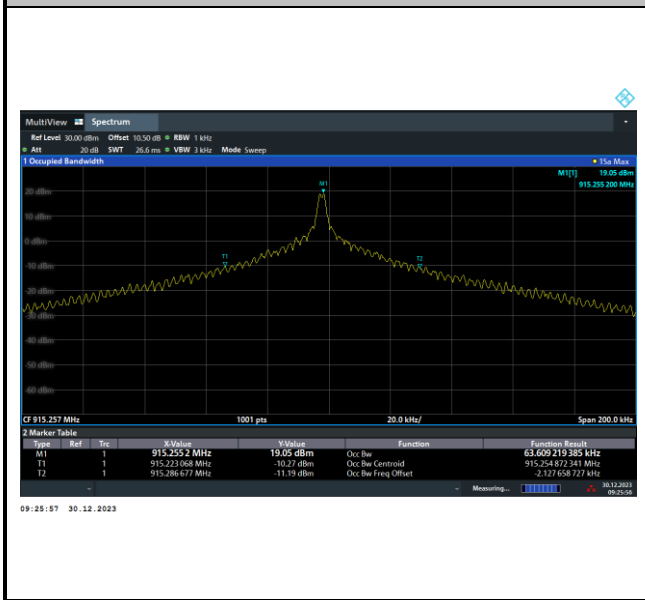 MultiView Spectrum
Ref Level 30.00 dBm Offset 10.50 dB RBW 1 kHz
Att 20 dB SWT 26.6 ms VBW 3 kHz Mode Sweep
1 Occupied Bandwidth 1Sa Max
M1[1] 19.05 dBm
915.255 200 MHz
M1
20 dBm
10 dBm
0 dBm
T1
T2
-10 dBm
-20 dBm
-30 dBm
-40 dBm
-50 dBm
-60 dBm
CF 915.257 MHz 1001 pts 20.0 kHz/ Span 200.0 kHz
2 Marker Table
Type Ref Trc X-Value Y-Value Function Function Result
M1 1 915.255 2 MHz 19.05 dBm Occ Bw 63.609 219 385 kHz
T1 1 915.223 068 MHz -10.27 dBm Occ Bw Centroid 915.254 872 341 MHz
T2 1 915.286 677 MHz -11.19 dBm Occ Bw Freq Offset -2.127 658 727 kHz
Measuring... 30.12.2023
09:25:56
09:25:57 30.12.2023